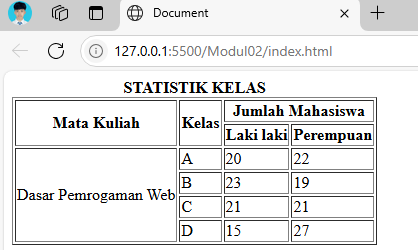 Document
127.0.0.1:5500/Modul02/index.html
STATISTIK KELAS
Mata Kuliah Kelas Jumlah Mahasiswa
Laki laki Perempuan
Dasar Pemrogaman Web
A 20 22
B 23 19
C 21 21
D 15 27